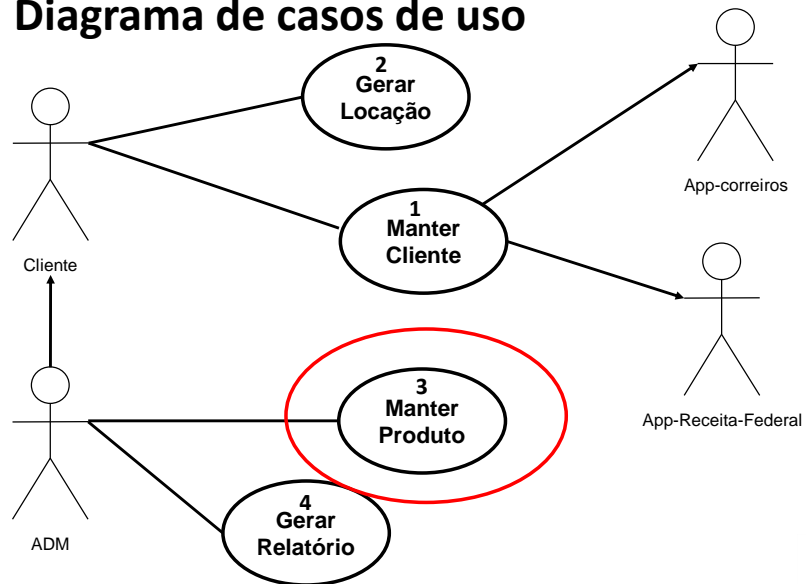 Diagrama de casos de uso
2
Gerar
Locação
App-correiros
1
Manter
Cliente
Cliente
App-Receita-Federal
3
Manter
Produto
4
Gerar
Relatório
ADM